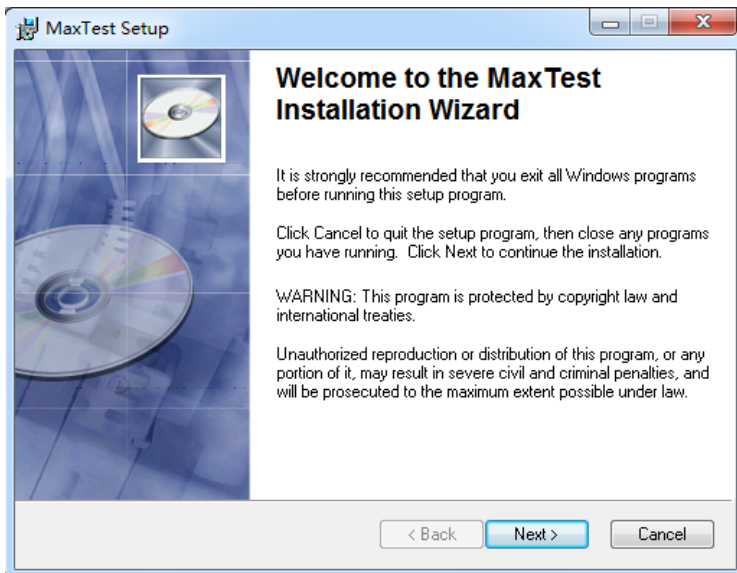 MaxTest Setup
Welcome to the MaxTest
Installation Wizard
It is strongly recommended that you exit all Windows programs
before running this setup program.
Click Cancel to quit the setup program, then close any programs
you have running.  Click Next to continue the installation.
WARNING: This program is protected by copyright law and
international treaties.
Unauthorized reproduction or distribution of this program, or any
portion of it, may result in severe civil and criminal penalties, and
will be prosecuted to the maximum extent possible under law.
< Back
Next >
Cancel